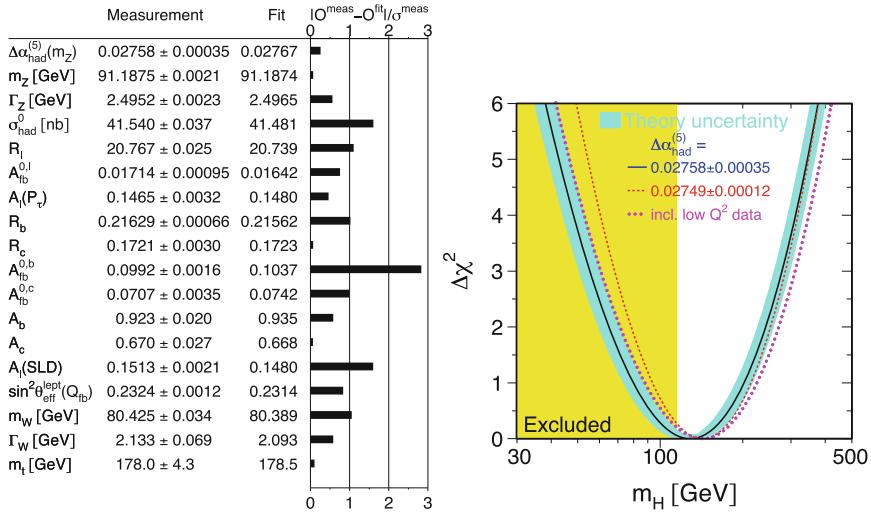 Measurement Fit |O^meas–O^fit|/σ^meas
0 1 2 3
Δα_had^(5)(m_Z) 0.02758 ± 0.00035 0.02767
m_Z [GeV] 91.1875 ± 0.0021 91.1874
Γ_Z [GeV] 2.4952 ± 0.0023 2.4965
σ_had^0 [nb] 41.540 ± 0.037 41.481
R_l 20.767 ± 0.025 20.739
A_fb^0,l 0.01714 ± 0.00095 0.01642
A_l(P_τ) 0.1465 ± 0.0032 0.1480
R_b 0.21629 ± 0.00066 0.21562
R_c 0.1721 ± 0.0030 0.1723
A_fb^0,b 0.0992 ± 0.0016 0.1037
A_fb^0,c 0.0707 ± 0.0035 0.0742
A_b 0.923 ± 0.020 0.935
A_c 0.670 ± 0.027 0.668
A_l(SLD) 0.1513 ± 0.0021 0.1480
sin²θ_eff^lept(Q_fb) 0.2324 ± 0.0012 0.2314
m_W [GeV] 80.425 ± 0.034 80.389
Γ_W [GeV] 2.133 ± 0.069 2.093
m_t [GeV] 178.0 ± 4.3 178.5
0 1 2 3
6
5
4
3
2
1
0
Δχ²
Theory uncertainty
Δα_had^(5) =
0.02758±0.00035
0.02749±0.00012
incl. low Q² data
Excluded
30 100 500
m_H [GeV]